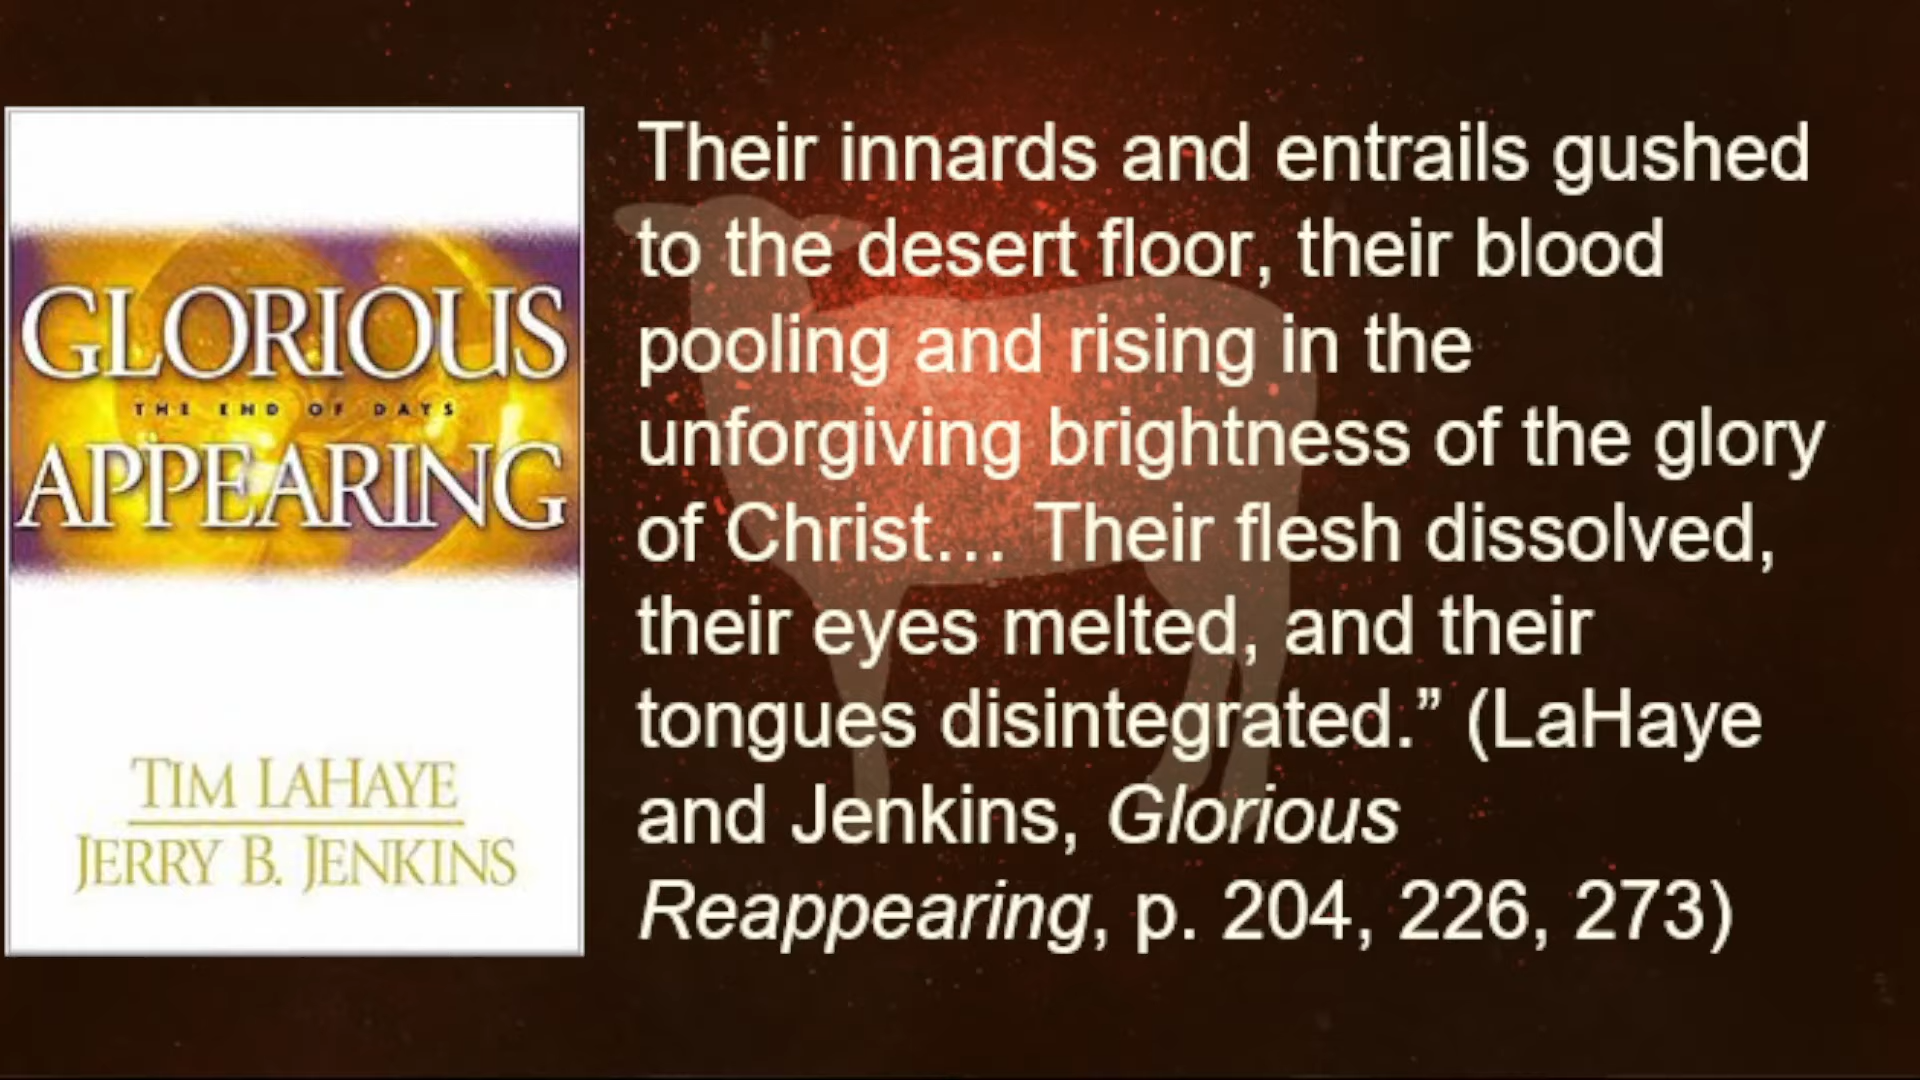 GLORIOUS
THE END OF DAYS
APPEARING
TIM LAHAYE
JERRY B. JENKINS
Their innards and entrails gushed
to the desert floor, their blood
pooling and rising in the
unforgiving brightness of the glory
of Christ… Their flesh dissolved,
their eyes melted, and their
tongues disintegrated.” (LaHaye
and Jenkins, Glorious
Reappearing, p. 204, 226, 273)